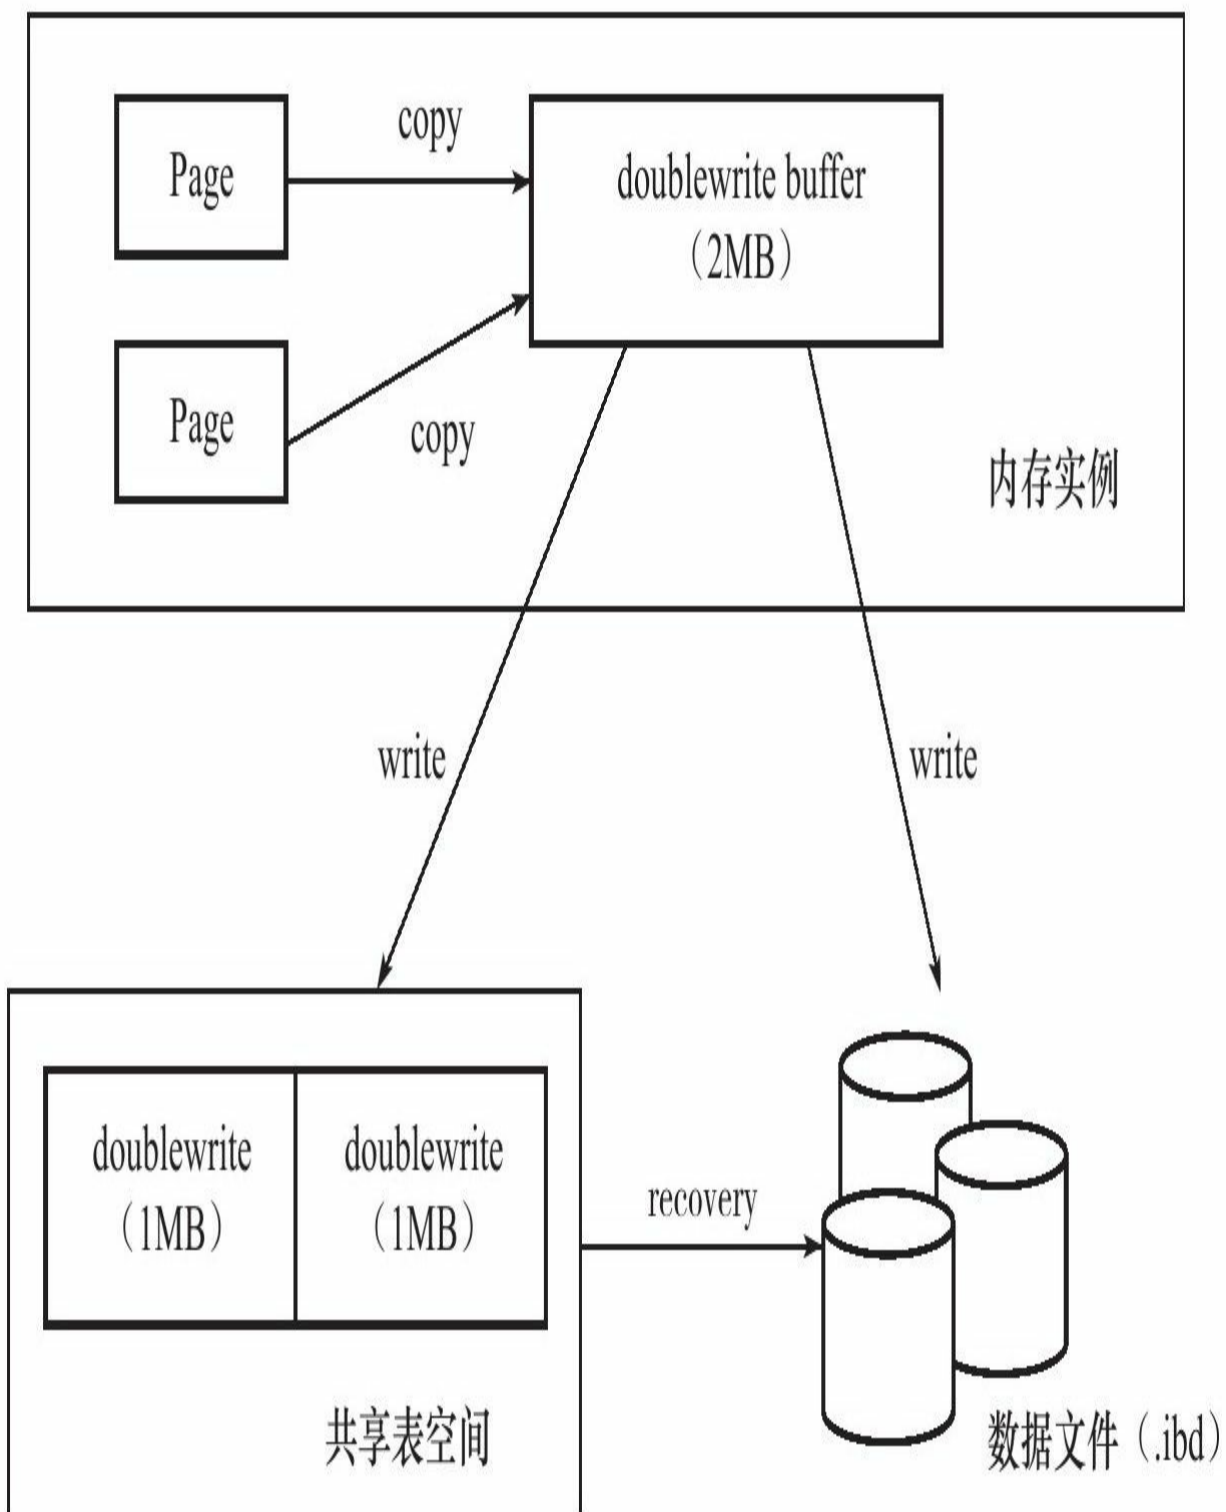 copy
Page
doublewrite buffer
（2MB）
Page
copy
内存实例
write
write
doublewrite
（1MB）
doublewrite
（1MB）
recovery
共享表空间
数据文件（.ibd）